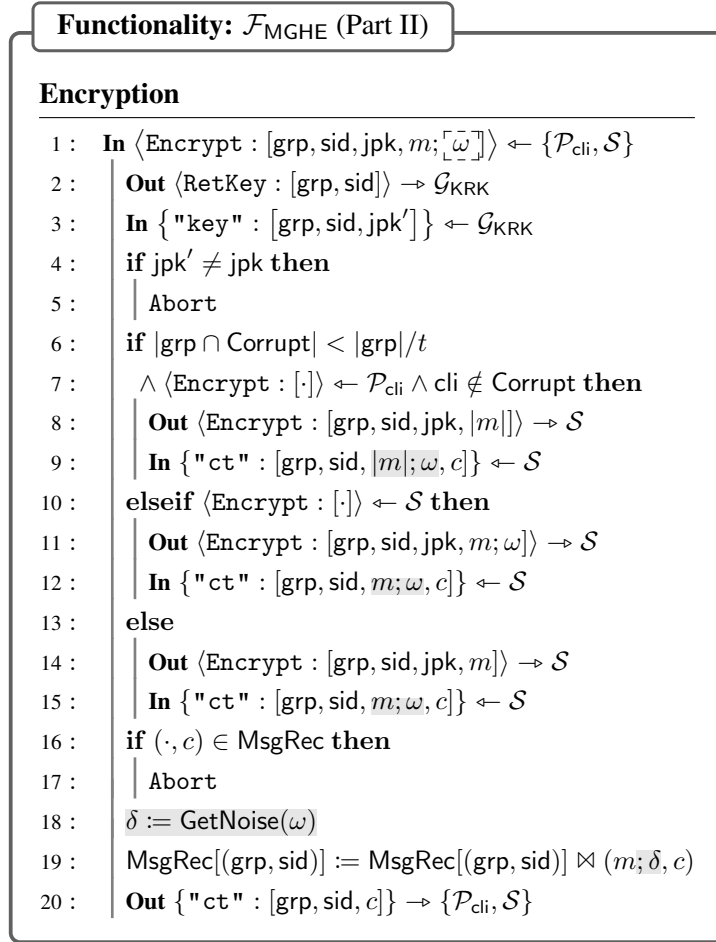 Functionality: ℱ_MGHE (Part II)
Encryption
1 : In ⟨Encrypt : [grp, sid, jpk, m; ω]⟩ ← {𝒫_cli, 𝒮}
2 : Out ⟨RetKey : [grp, sid]⟩ → 𝒢_KRK
3 : In {"key" : [grp, sid, jpk′]} ← 𝒢_KRK
4 : if jpk′ ≠ jpk then
5 : Abort
6 : if |grp ∩ Corrupt| < |grp|/t
7 : ∧ ⟨Encrypt : [·]⟩ ← 𝒫_cli ∧ cli ∉ Corrupt then
8 : Out ⟨Encrypt : [grp, sid, jpk, |m|]⟩ → 𝒮
9 : In {"ct" : [grp, sid, |m|; ω, c]} ← 𝒮
10 : elseif ⟨Encrypt : [·]⟩ ← 𝒮 then
11 : Out ⟨Encrypt : [grp, sid, jpk, m; ω]⟩ → 𝒮
12 : In {"ct" : [grp, sid, m; ω, c]} ← 𝒮
13 : else
14 : Out ⟨Encrypt : [grp, sid, jpk, m]⟩ → 𝒮
15 : In {"ct" : [grp, sid, m; ω, c]} ← 𝒮
16 : if (·, c) ∈ MsgRec then
17 : Abort
18 : δ := GetNoise(ω)
19 : MsgRec[(grp, sid)] := MsgRec[(grp, sid)] ⋈ (m; δ, c)
20 : Out {"ct" : [grp, sid, c]} → {𝒫_cli, 𝒮}